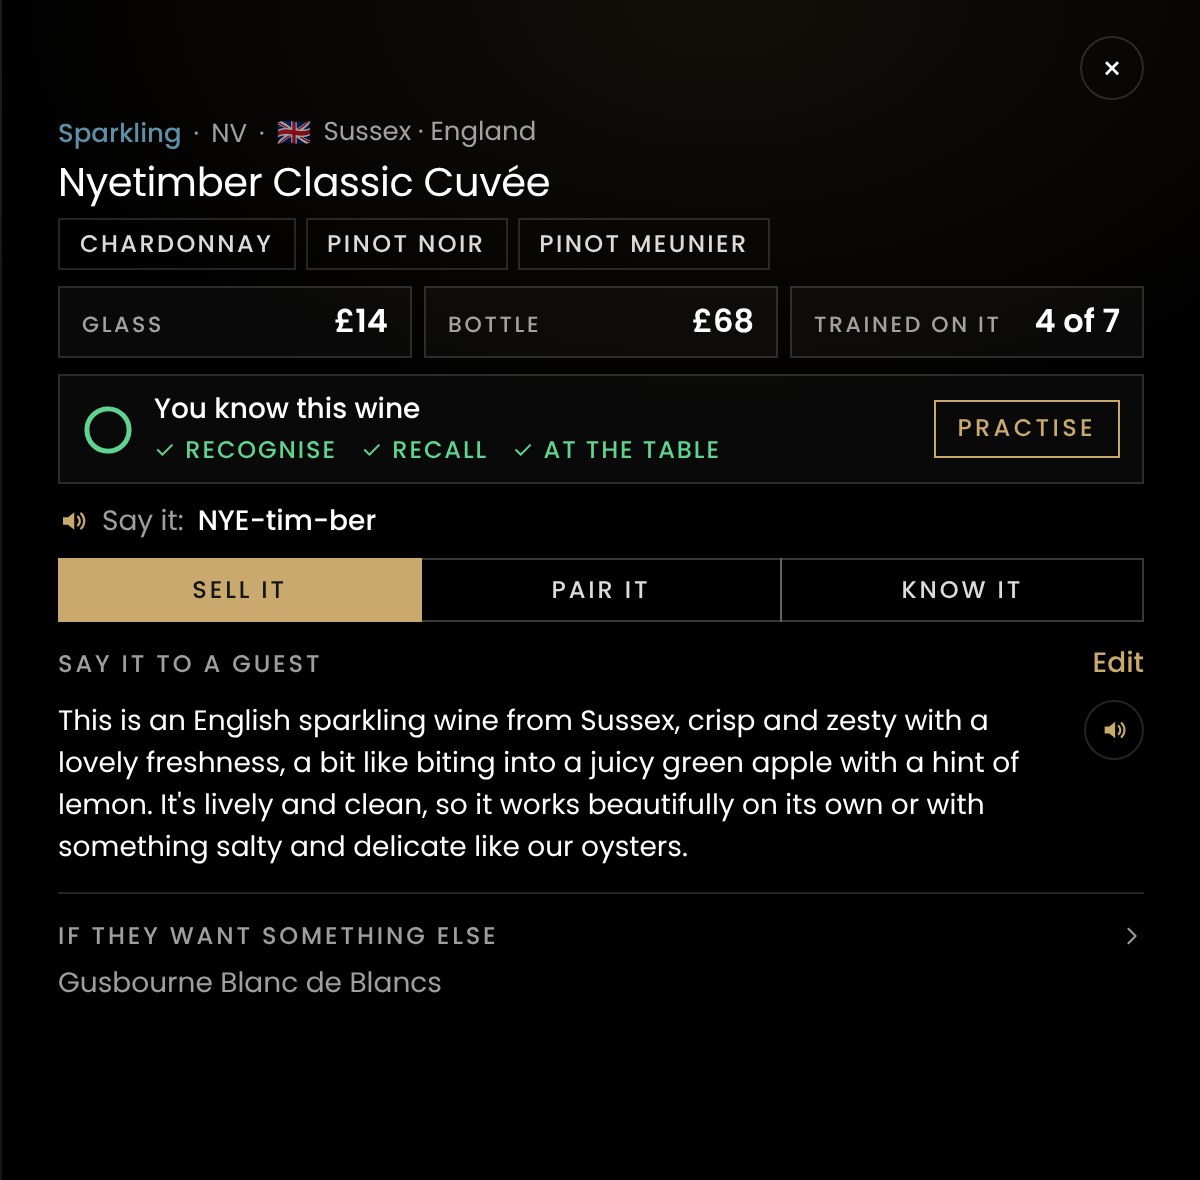 ×
Sparkling · NV · Sussex · England
Nyetimber Classic Cuvée
CHARDONNAY PINOT NOIR PINOT MEUNIER
GLASS £14 BOTTLE £68 TRAINED ON IT 4 of 7
You know this wine
✓ RECOGNISE ✓ RECALL ✓ AT THE TABLE PRACTISE
Say it: NYE-tim-ber
SELL IT PAIR IT KNOW IT
SAY IT TO A GUEST Edit
This is an English sparkling wine from Sussex, crisp and zesty with a
lovely freshness, a bit like biting into a juicy green apple with a hint of
lemon. It's lively and clean, so it works beautifully on its own or with
something salty and delicate like our oysters.
IF THEY WANT SOMETHING ELSE
Gusbourne Blanc de Blancs